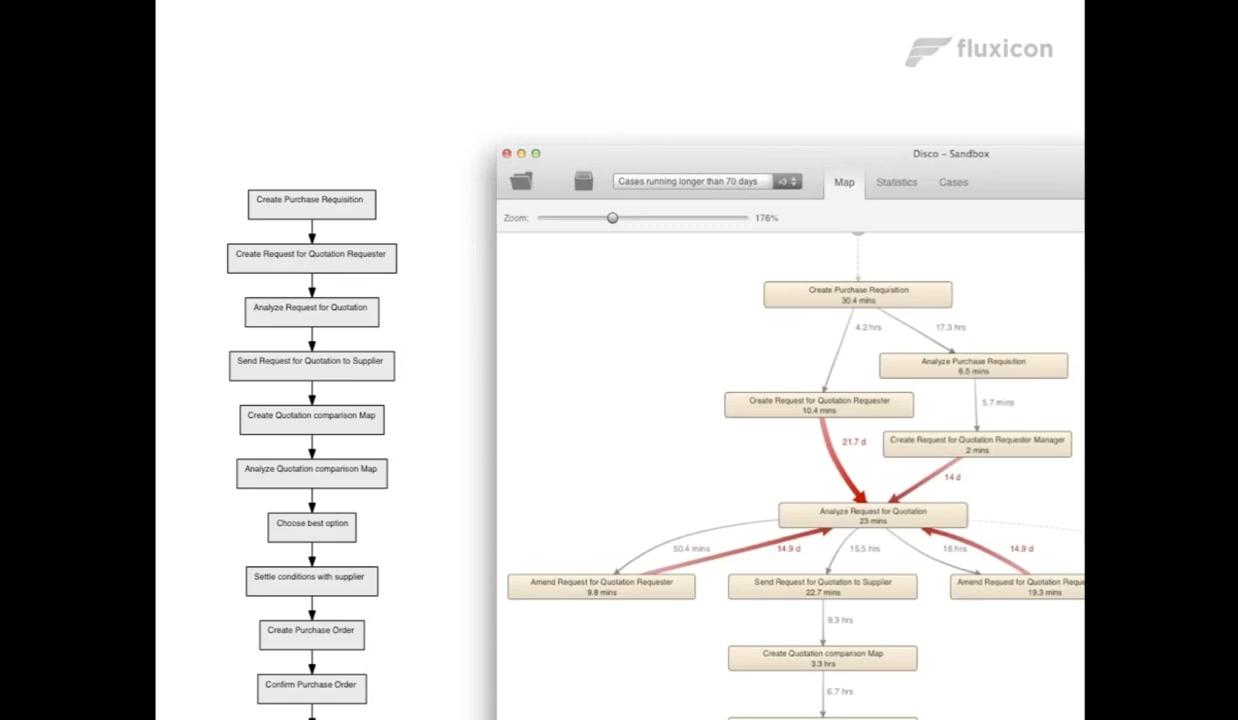 fluxicon
Create Purchase Requisition
Create Request for Quotation Requester
Analyze Request for Quotation
Send Request for Quotation to Supplier
Create Quotation comparison Map
Analyze Quotation comparison Map
Choose best option
Settle conditions with supplier
Create Purchase Order
Confirm Purchase Order
Disco – Sandbox
Cases running longer than 70 days
Map
Statistics
Cases
Zoom:
176%
Create Purchase Requisition
30.4 mins
4.2 hrs
17.3 hrs
Analyze Purchase Requisition
6.5 mins
5.7 mins
Create Request for Quotation Requester
10.4 mins
Create Request for Quotation Requester Manager
2 mins
21.7 d
14 d
Analyze Request for Quotation
23 mins
50.4 mins
14.9 d
15.5 hrs
16 hrs
14.9 d
Amend Request for Quotation Requester
9.8 mins
Send Request for Quotation to Supplier
22.7 mins
Amend Request for Quotation Reque
19.3 mins
9.3 hrs
Create Quotation comparison Map
3.3 hrs
6.7 hrs